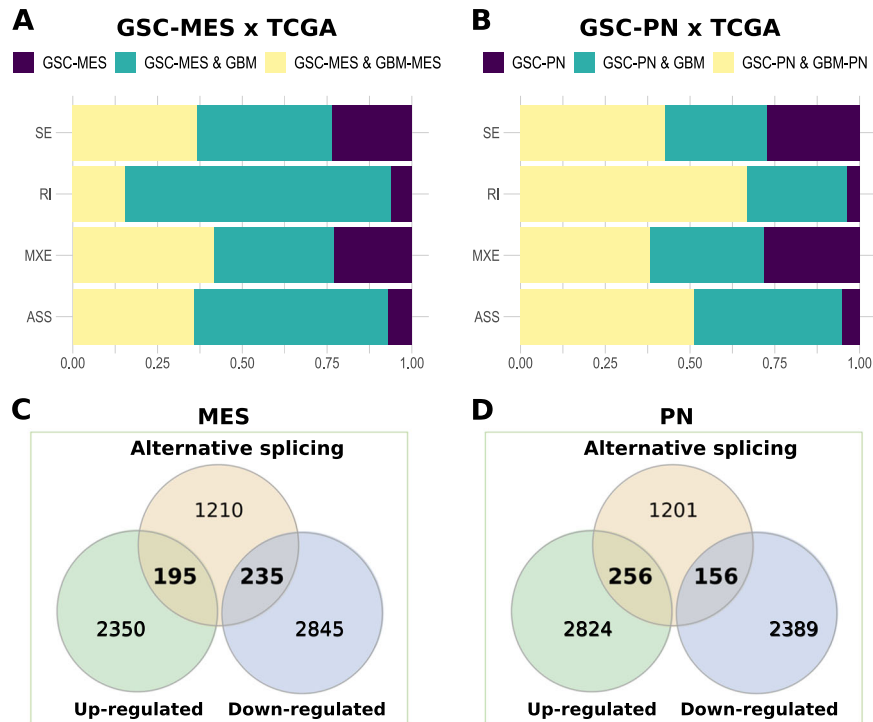 A
GSC-MES x TCGA
GSC-MES GSC-MES & GBM GSC-MES & GBM-MES
SE
RI
MXE
ASS
0.00 0.25 0.50 0.75 1.00
B
GSC-PN x TCGA
GSC-PN GSC-PN & GBM GSC-PN & GBM-PN
SE
RI
MXE
ASS
0.00 0.25 0.50 0.75 1.00
C
MES
Alternative splicing
1210
195 235
2350 2845
Up-regulated Down-regulated
D
PN
Alternative splicing
1201
256 156
2824 2389
Up-regulated Down-regulated